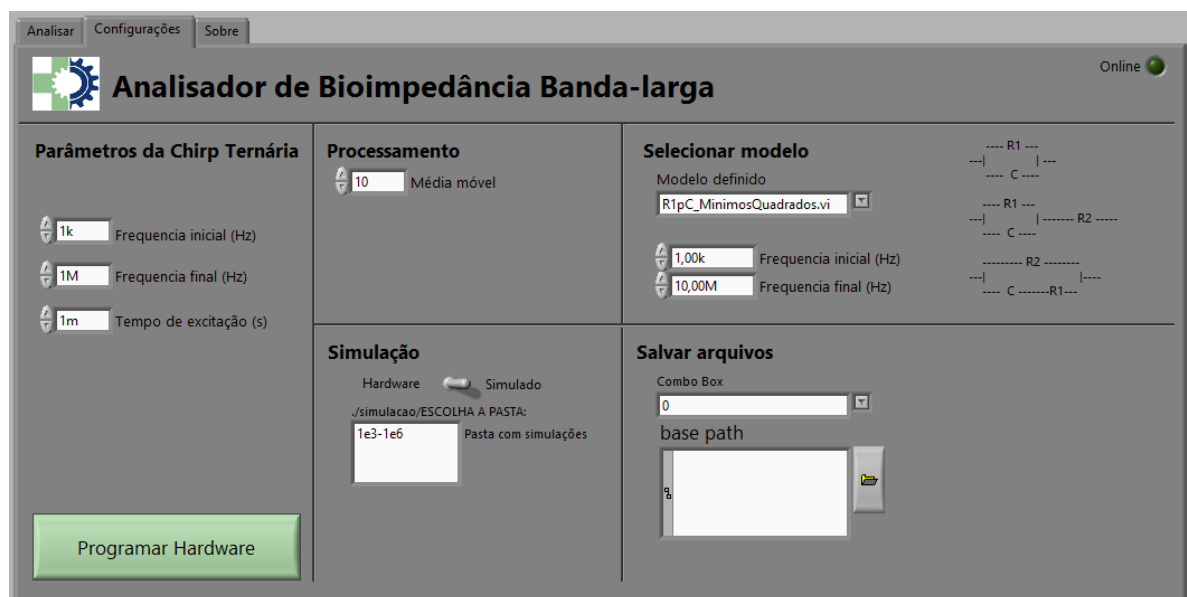 Analisar
Configurações
Sobre
Analisador de Bioimpedância Banda-larga
Online
Parâmetros da Chirp Ternária
1k
Frequencia inicial (Hz)
1M
Frequencia final (Hz)
1m
Tempo de excitação (s)
Programar Hardware
Processamento
10
Média móvel
Simulação
Hardware
Simulado
./simulacao/ESCOLHA A PASTA:
1e3-1e6
Pasta com simulações
Selecionar modelo
Modelo definido
R1pC_MinimosQuadrados.vi
1,00k
Frequencia inicial (Hz)
10,00M
Frequencia final (Hz)
---- R1 ---
---|           | ---
---- C ----
---- R1 ---
---|           | ------- R2 -----
---- C ----
--------- R2 --------
---|                     |----
---- C -------R1---
Salvar arquivos
Combo Box
0
base path